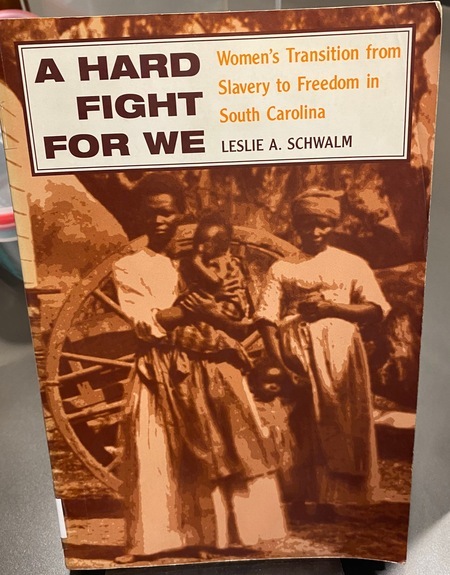 A HARD
FIGHT
FOR WE
Women's Transition from
Slavery to Freedom in
South Carolina
LESLIE A. SCHWALM